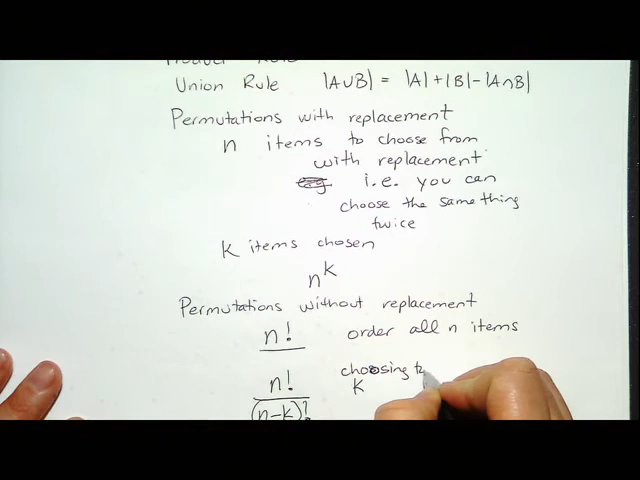 Union Rule |A∪B| = |A|+|B|-|A∩B|
Permutations with replacement
n items to choose from
with replacement
i.e. you can
choose the same thing
twice
k items chosen
n^k
Permutations without replacement
n! order all n items
choosing
n!/(n-k)! k